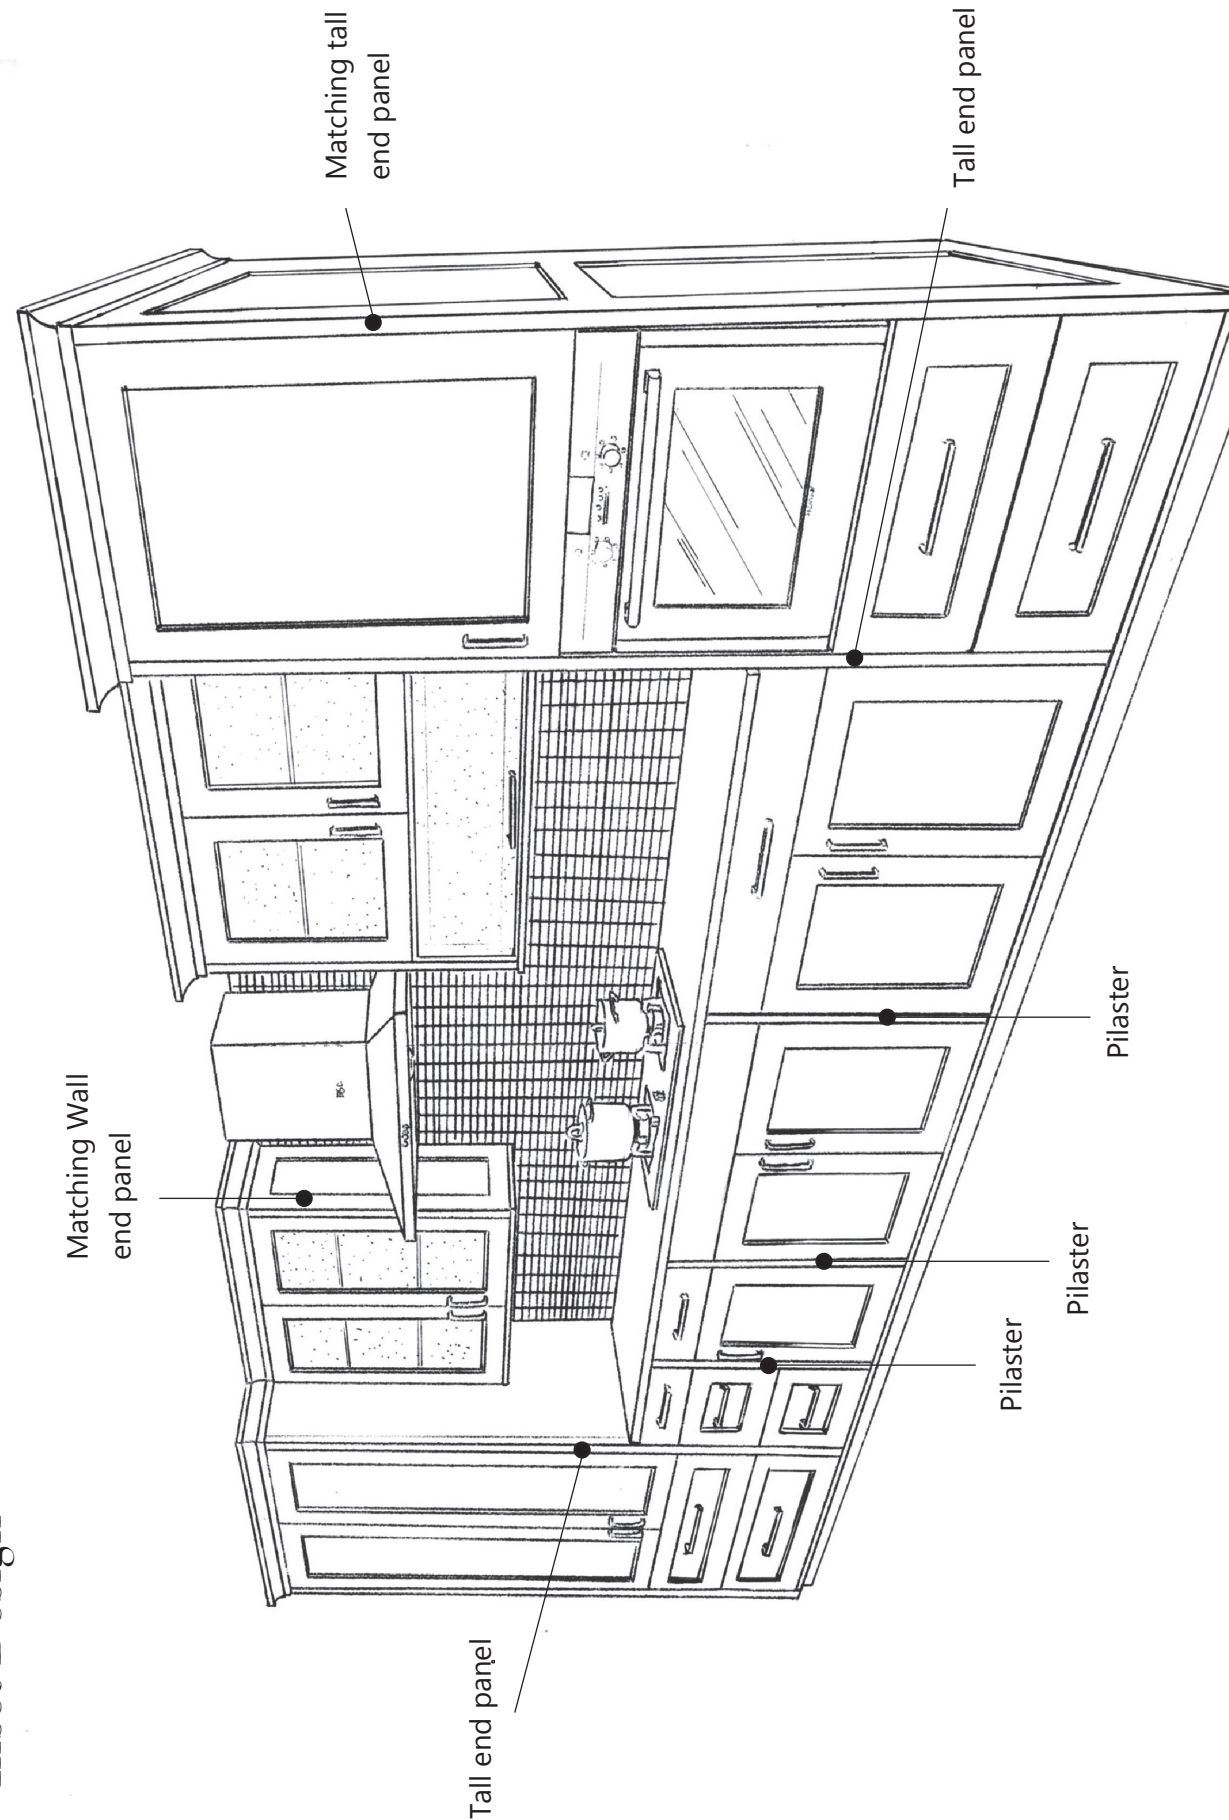 Matching Wall
end panel
Matching tall
end panel
Tall end panel
Tall end panel
Pilaster
Pilaster
Pilaster